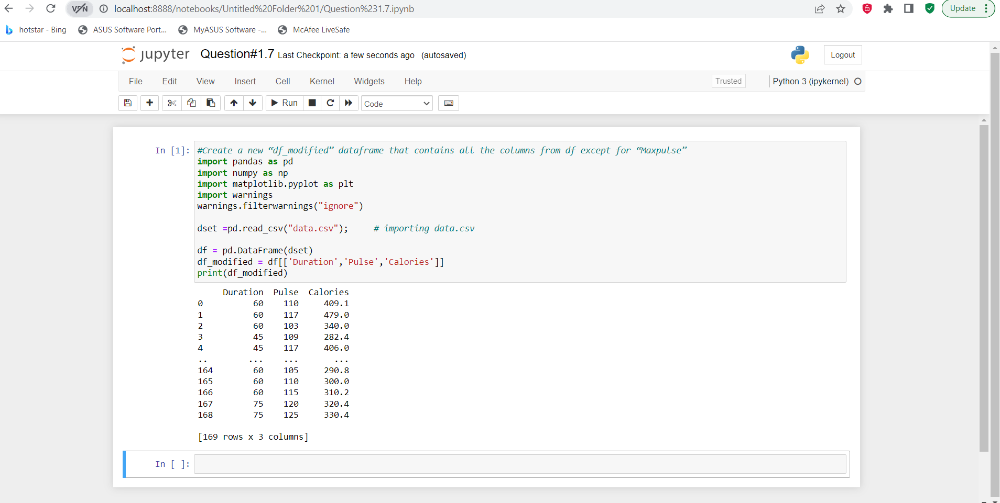 VPN localhost:8888/notebooks/Untitled%20Folder%201/Question%231.7.ipynb Update
hotstar - Bing ASUS Software Port... MyASUS Software -... McAfee LiveSafe
jupyter Question#1.7 Last Checkpoint: a few seconds ago (autosaved) Logout
File Edit View Insert Cell Kernel Widgets Help Trusted Python 3 (ipykernel)
Run Code
In [1]: #Create a new “df_modified” dataframe that contains all the columns from df except for “Maxpulse”
import pandas as pd
import numpy as np
import matplotlib.pyplot as plt
import warnings
warnings.filterwarnings("ignore")
dset =pd.read_csv("data.csv");     # importing data.csv
df = pd.DataFrame(dset)
df_modified = df[['Duration','Pulse','Calories']]
print(df_modified)
     Duration  Pulse  Calories
0          60    110     409.1
1          60    117     479.0
2          60    103     340.0
3          45    109     282.4
4          45    117     406.0
..        ...    ...       ...
164        60    105     290.8
165        60    110     300.0
166        60    115     310.2
167        75    120     320.4
168        75    125     330.4
[169 rows x 3 columns]
In [ ]: